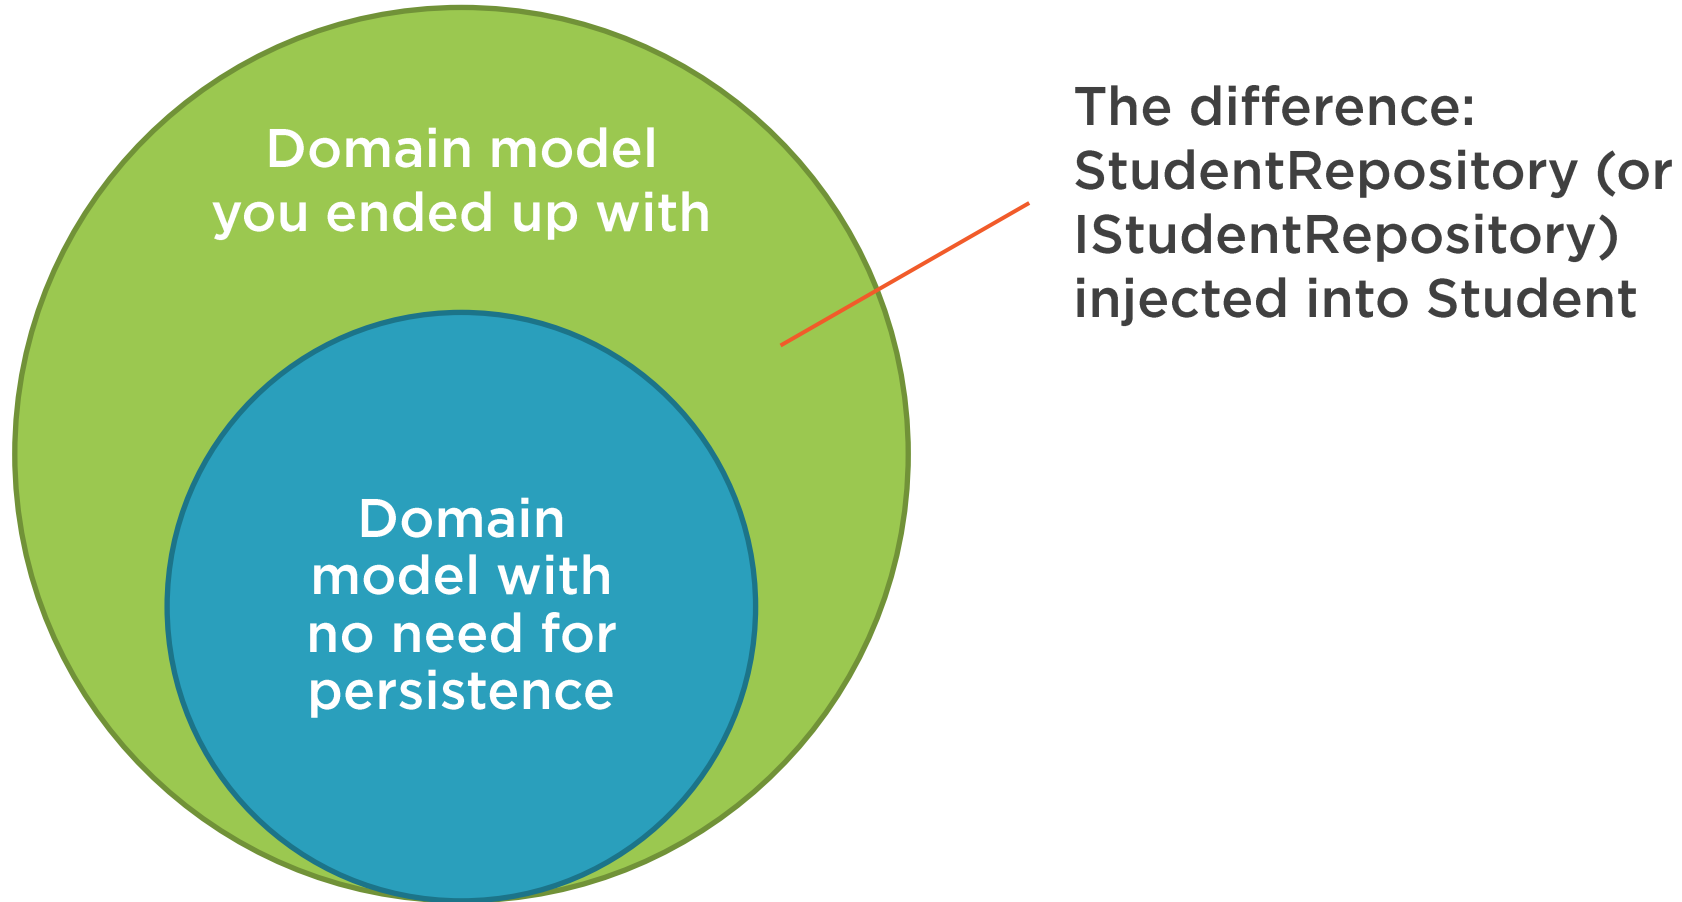 Domain model
you ended up with
The difference:
StudentRepository (or
IStudentRepository)
injected into Student
Domain
model with
no need for
persistence